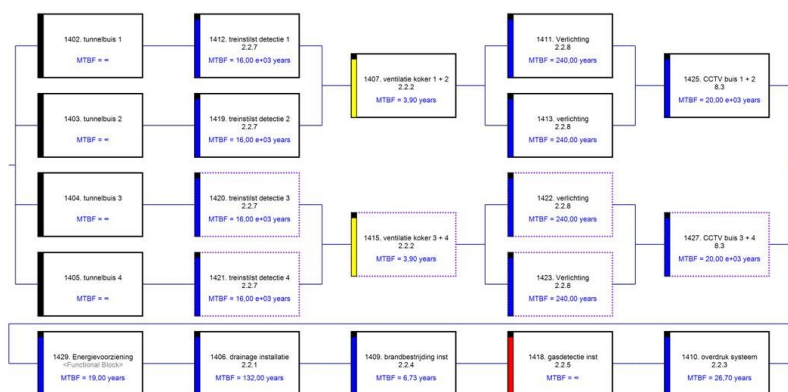 1402. tunnelbuis 1
MTBF = ∞
1412. treinstilst detectie 1
2.2.7
MTBF = 16,00 e+03 years
1407. ventilatie koker 1 + 2
2.2.2
MTBF = 3,90 years
1411. Verlichting
2.2.8
MTBF = 240,00 years
1425. CCTV buis 1 + 2
8.3
MTBF = 20,00 e+03 years
1403. tunnelbuis 2
MTBF = ∞
1419. treinstilst detectie 2
2.2.7
MTBF = 16,00 e+03 years
1413. verlichting
2.2.8
MTBF = 240,00 years
1404. tunnelbuis 3
MTBF = ∞
1420. treinstilst detectie 3
2.2.7
MTBF = 16,00 e+03 years
1415. ventilatie koker 3 + 4
2.2.2
MTBF = 3,90 years
1422. verlichting
2.2.8
MTBF = 240,00 years
1427. CCTV buis 3 + 4
8.3
MTBF = 20,00 e+03 years
1405. tunnelbuis 4
MTBF = ∞
1421. treinstilst detectie 4
2.2.7
MTBF = 16,00 e+03 years
1423. Verlichting
2.2.8
MTBF = 240,00 years
1429. Energievoorziening
<Functional Block>
MTBF = 19,00 years
1406. drainage installatie
2.2.1
MTBF = 132,00 years
1409. brandbestrijding inst
2.2.4
MTBF = 6,73 years
1418. gasdetectie inst
2.2.5
MTBF = ∞
1410. overdruk systeem
2.2.3
MTBF = 26,70 years